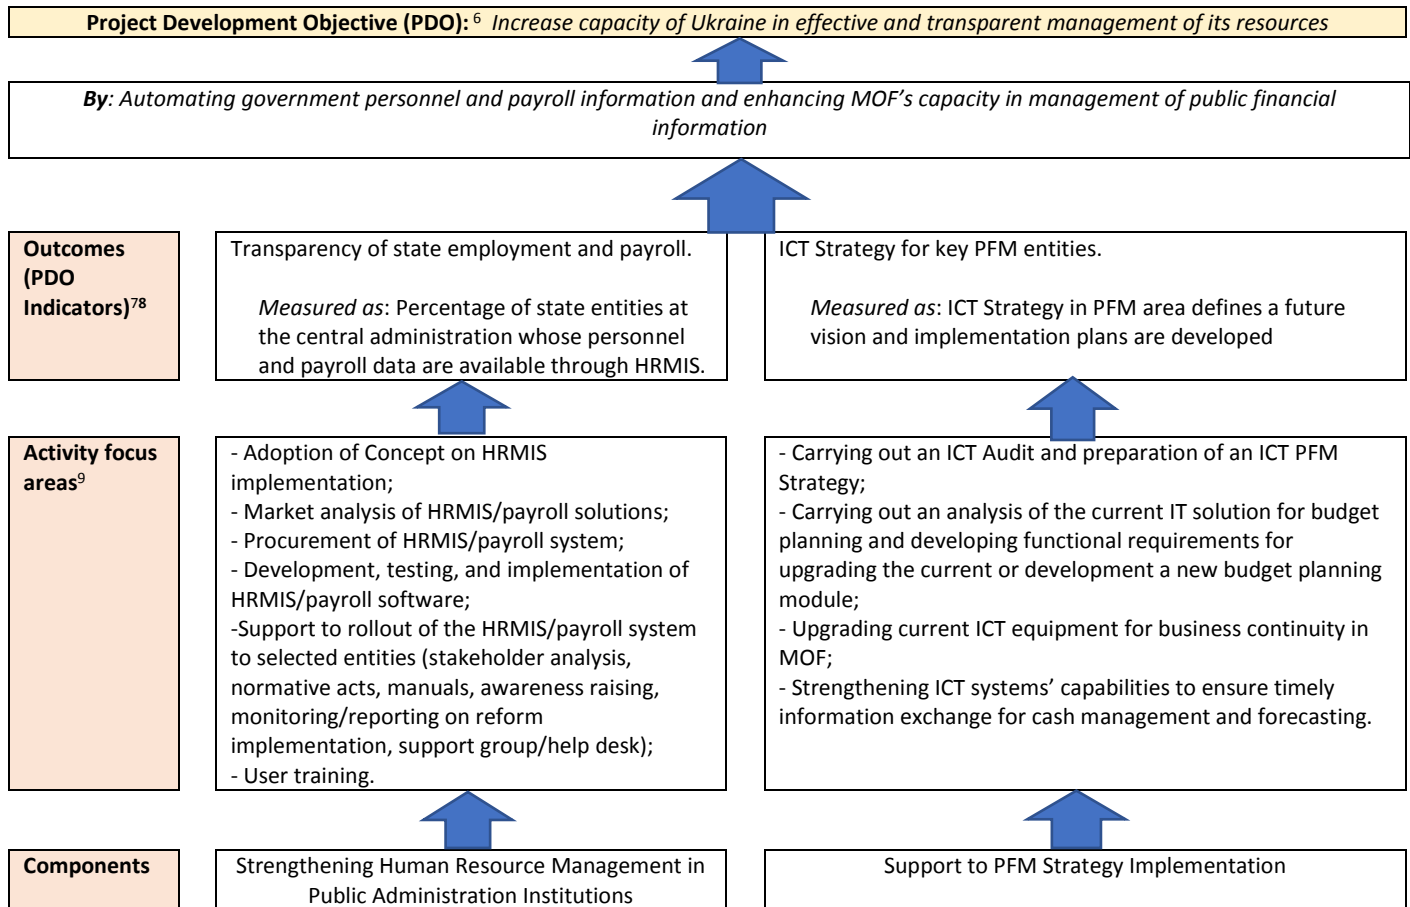 Project Development Objective (PDO): 6 Increase capacity of Ukraine in effective and transparent management of its resources
By: Automating government personnel and payroll information and enhancing MOF's capacity in management of public financial
information
Outcomes
(PDO
Indicators)78
Transparency of state employment and payroll.
Measured as: Percentage of state entities at
the central administration whose personnel
and payroll data are available through HRMIS.
ICT Strategy for key PFM entities.
Measured as: ICT Strategy in PFM area defines a future
vision and implementation plans are developed
Activity focus
areas9
- Adoption of Concept on HRMIS
implementation;
- Market analysis of HRMIS/payroll solutions;
- Procurement of HRMIS/payroll system;
- Development, testing, and implementation of
HRMIS/payroll software;
-Support to rollout of the HRMIS/payroll system
to selected entities (stakeholder analysis,
normative acts, manuals, awareness raising,
monitoring/reporting on reform
implementation, support group/help desk);
- User training.
- Carrying out an ICT Audit and preparation of an ICT PFM
Strategy;
- Carrying out an analysis of the current IT solution for budget
planning and developing functional requirements for
upgrading the current or development a new budget planning
module;
- Upgrading current ICT equipment for business continuity in
MOF;
- Strengthening ICT systems' capabilities to ensure timely
information exchange for cash management and forecasting.
Components
Strengthening Human Resource Management in
Public Administration Institutions
Support to PFM Strategy Implementation